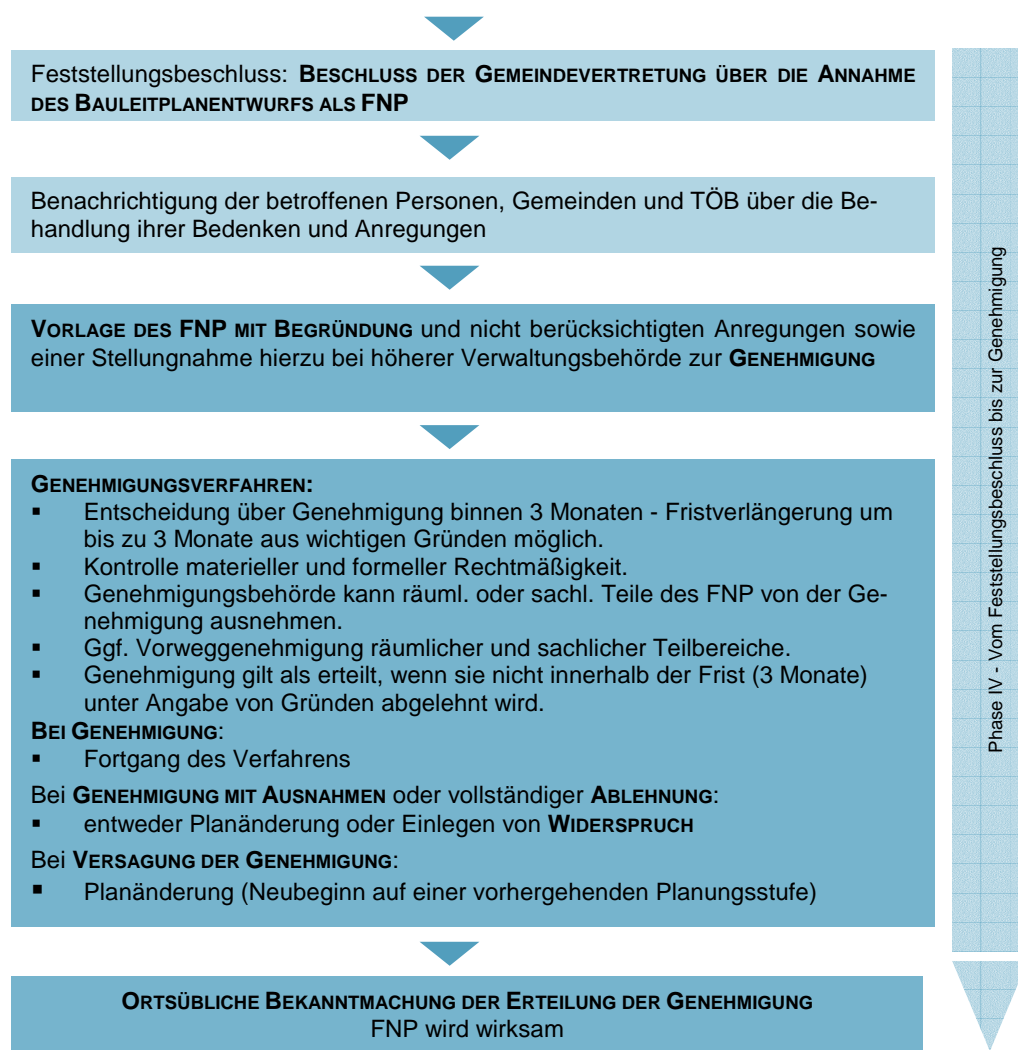 Feststellungsbeschluss: BESCHLUSS DER GEMEINDEVERTRETUNG ÜBER DIE ANNAHME
DES BAULEITPLANENTWURFS ALS FNP
Benachrichtigung der betroffenen Personen, Gemeinden und TÖB über die Be-
handlung ihrer Bedenken und Anregungen
VORLAGE DES FNP MIT BEGRÜNDUNG und nicht berücksichtigten Anregungen sowie
einer Stellungnahme hierzu bei höherer Verwaltungsbehörde zur GENEHMIGUNG
GENEHMIGUNGSVERFAHREN:
▪ Entscheidung über Genehmigung binnen 3 Monaten - Fristverlängerung um
bis zu 3 Monate aus wichtigen Gründen möglich.
▪ Kontrolle materieller und formeller Rechtmäßigkeit.
▪ Genehmigungsbehörde kann räuml. oder sachl. Teile des FNP von der Ge-
nehmigung ausnehmen.
▪ Ggf. Vorweggenehmigung räumlicher und sachlicher Teilbereiche.
▪ Genehmigung gilt als erteilt, wenn sie nicht innerhalb der Frist (3 Monate)
unter Angabe von Gründen abgelehnt wird.
BEI GENEHMIGUNG:
▪ Fortgang des Verfahrens
Bei GENEHMIGUNG MIT AUSNAHMEN oder vollständiger ABLEHNUNG:
▪ entweder Planänderung oder Einlegen von WIDERSPRUCH
Bei VERSAGUNG DER GENEHMIGUNG:
▪ Planänderung (Neubeginn auf einer vorhergehenden Planungsstufe)
ORTSÜBLICHE BEKANNTMACHUNG DER ERTEILUNG DER GENEHMIGUNG
FNP wird wirksam
Phase IV - Vom Feststellungsbeschluss bis zur Genehmigung